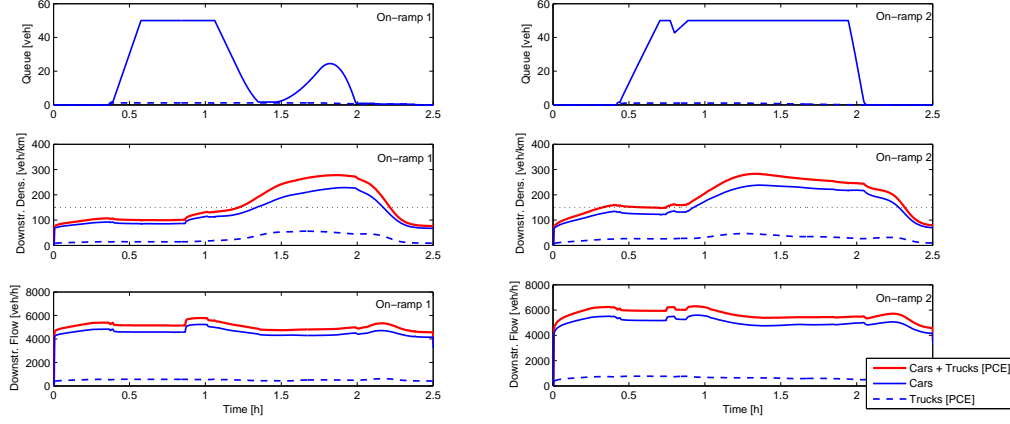 60
40
20
0
0 0.5 1 1.5 2 2.5
Queue [veh]
On-ramp 1
60
40
20
0
0 0.5 1 1.5 2 2.5
Queue [veh]
On-ramp 2
400
300
200
100
0
0 0.5 1 1.5 2 2.5
Downstr. Dens. [veh/km]
On-ramp 1
400
300
200
100
0
0 0.5 1 1.5 2 2.5
Downstr. Dens. [veh/km]
On-ramp 2
8000
6000
4000
2000
0
0 0.5 1 1.5 2 2.5
Downstr. Flow [veh/h]
On-ramp 1
Time [h]
8000
6000
4000
2000
0
0 0.5 1 1.5 2 2.5
Downstr. Flow [veh/h]
On-ramp 2
Time [h]
Cars + Trucks [PCE]
Cars
Trucks [PCE]